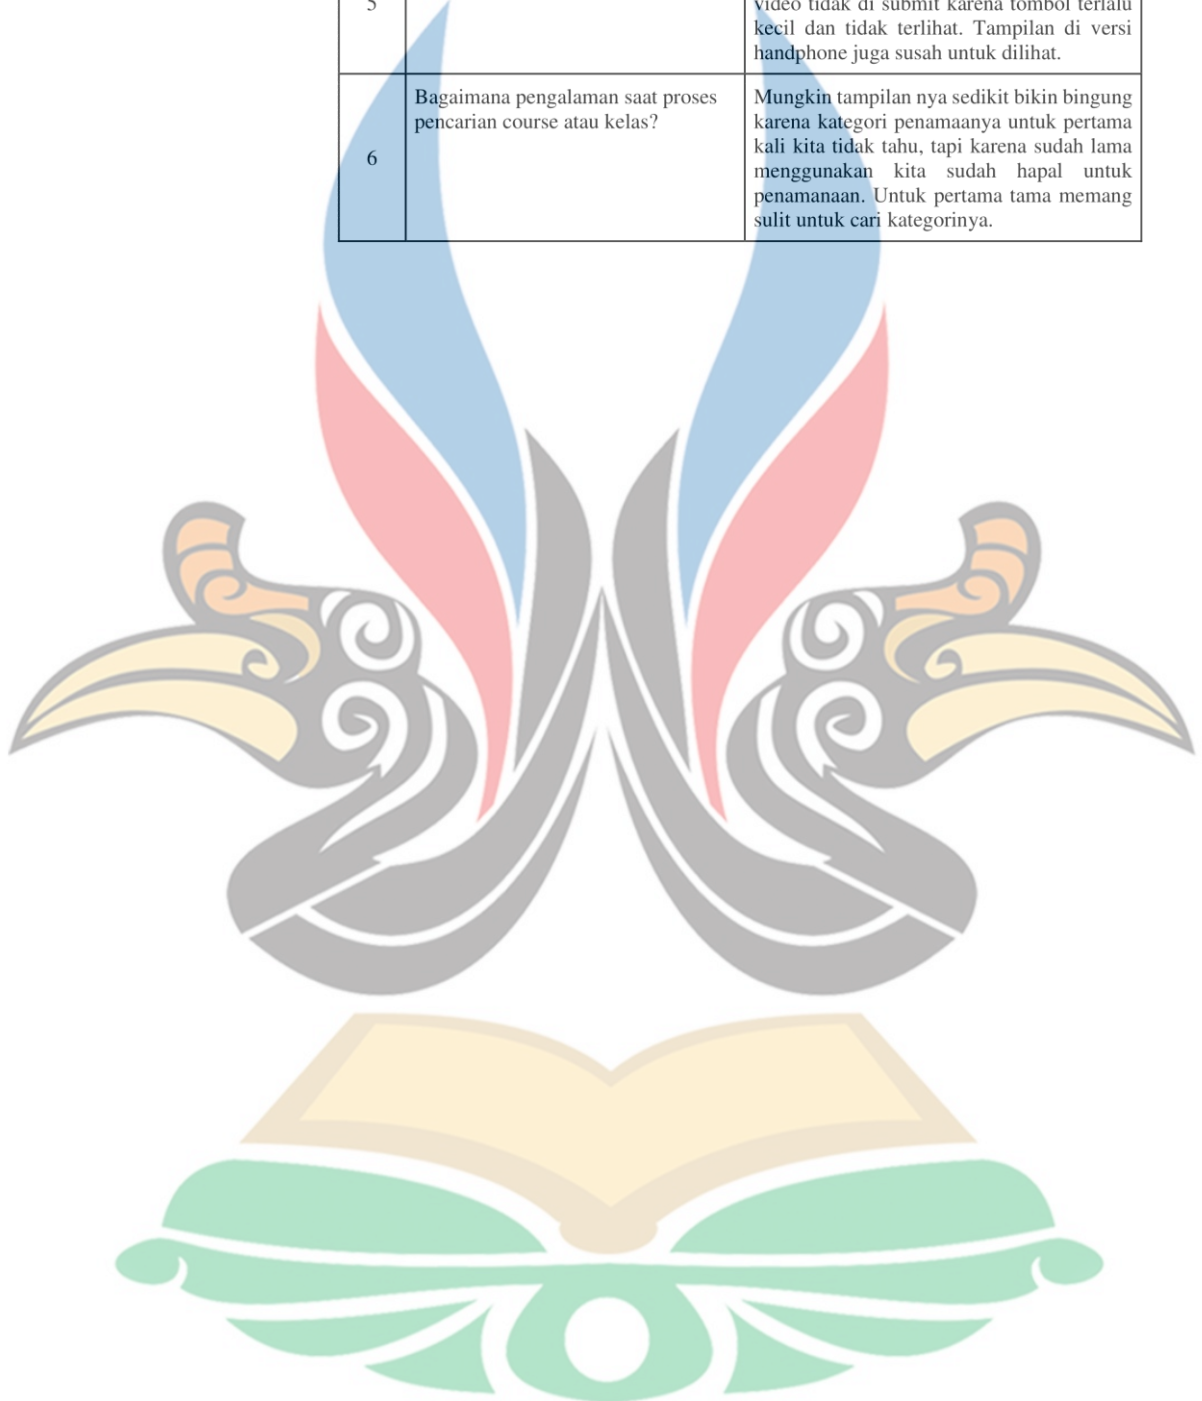 5
video tidak di submit karena tombol terlalu
kecil dan tidak terlihat. Tampilan di versi
handphone juga susah untuk dilihat.
6
Bagaimana pengalaman saat proses
pencarian course atau kelas?
Mungkin tampilan nya sedikit bikin bingung
karena kategori penamaanya untuk pertama
kali kita tidak tahu, tapi karena sudah lama
menggunakan kita sudah hapal untuk
penamanaan. Untuk pertama tama memang
sulit untuk cari kategorinya.